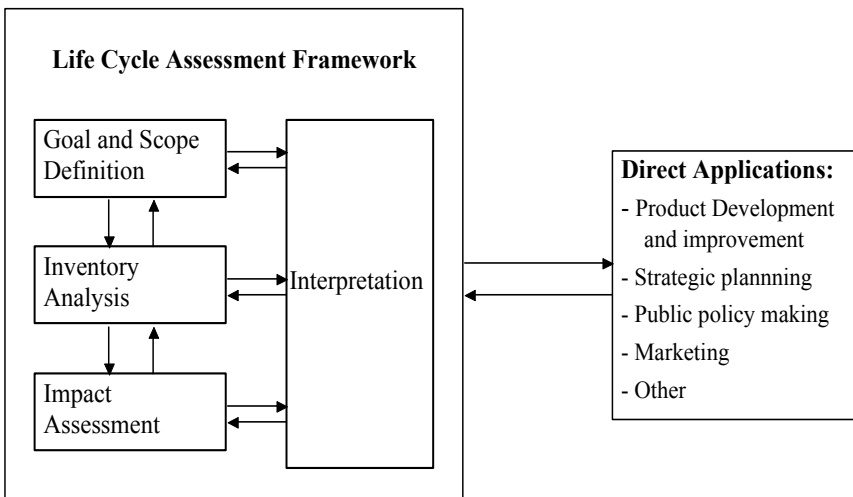 Life Cycle Assessment Framework
Goal and Scope
Definition
Inventory
Analysis
Impact
Assessment
Interpretation
Direct Applications:
- Product Development
and improvement
- Strategic plannning
- Public policy making
- Marketing
- Other